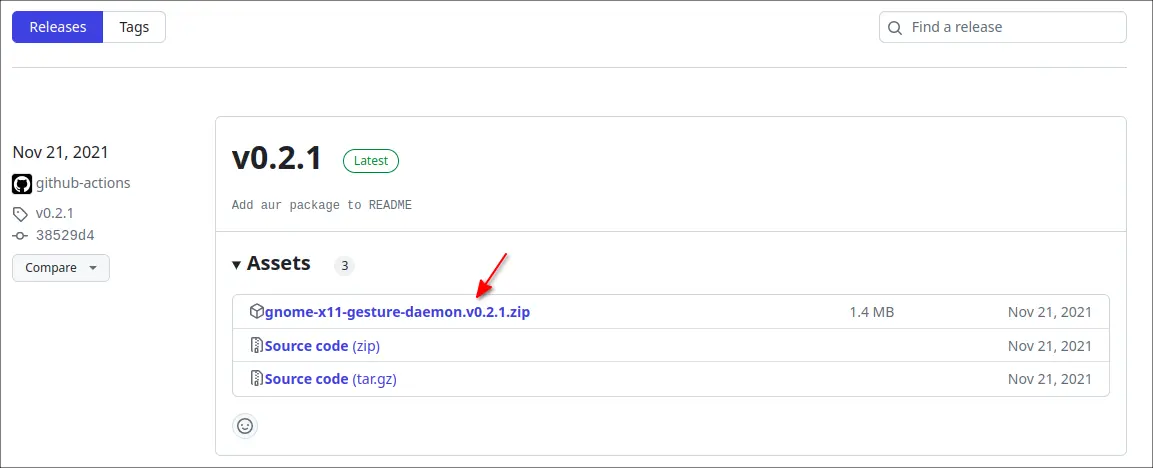 Releases Tags Find a release
Nov 21, 2021
github-actions
v0.2.1
38529d4
Compare
v0.2.1 Latest
Add aur package to README
Assets 3
gnome-x11-gesture-daemon.v0.2.1.zip 1.4 MB Nov 21, 2021
Source code (zip) Nov 21, 2021
Source code (tar.gz) Nov 21, 2021